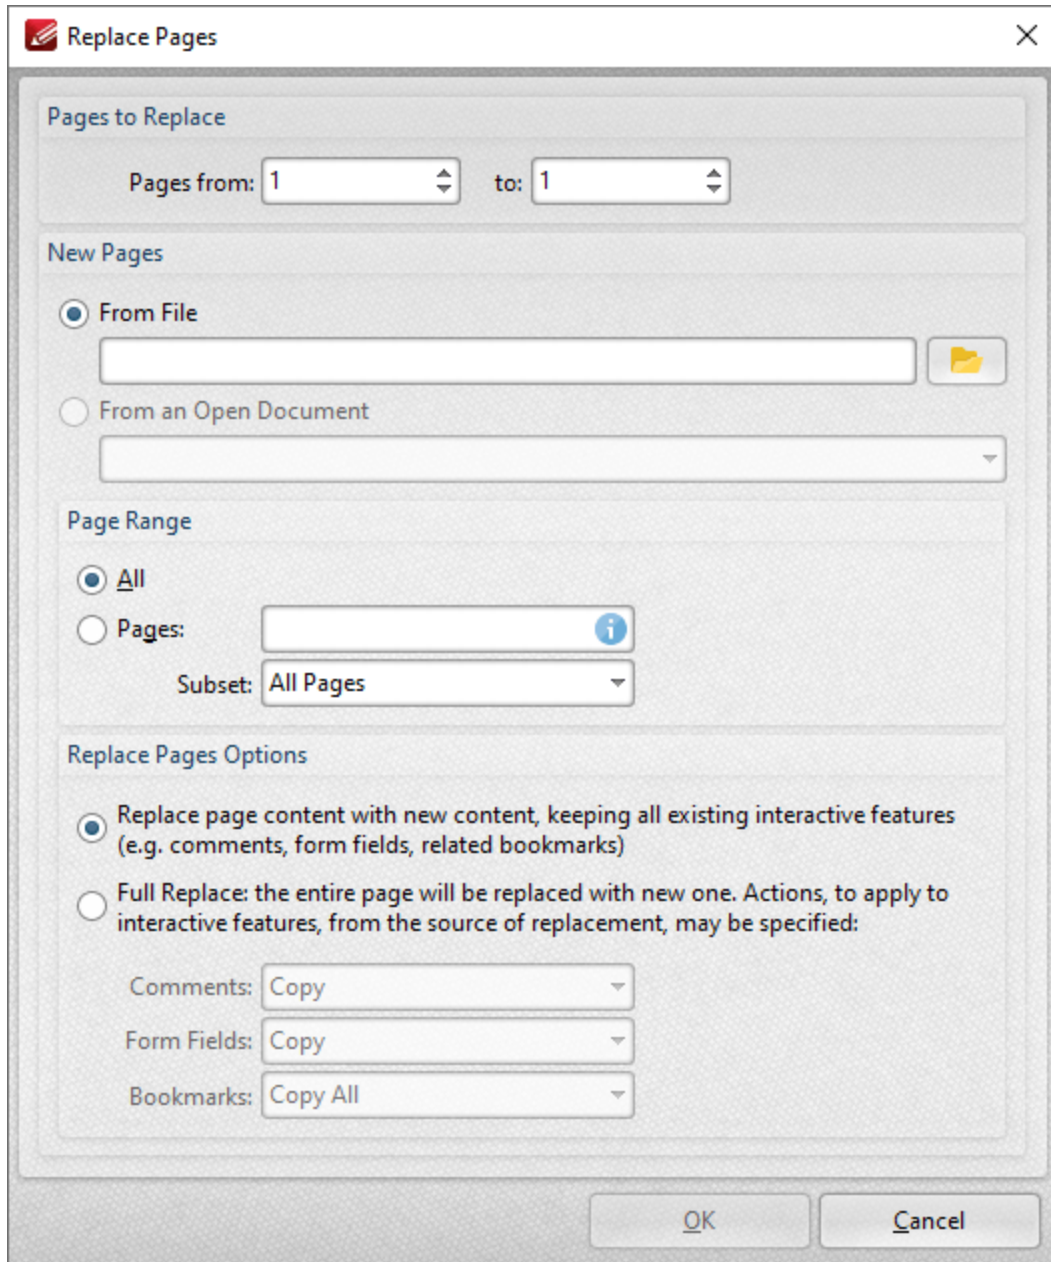 Replace Pages
Pages to Replace
Pages from: 1 to: 1
New Pages
From File
From an Open Document
Page Range
All
Pages:
Subset: All Pages
Replace Pages Options
Replace page content with new content, keeping all existing interactive features
(e.g. comments, form fields, related bookmarks)
Full Replace: the entire page will be replaced with new one. Actions, to apply to
interactive features, from the source of replacement, may be specified:
Comments: Copy
Form Fields: Copy
Bookmarks: Copy All
OK Cancel